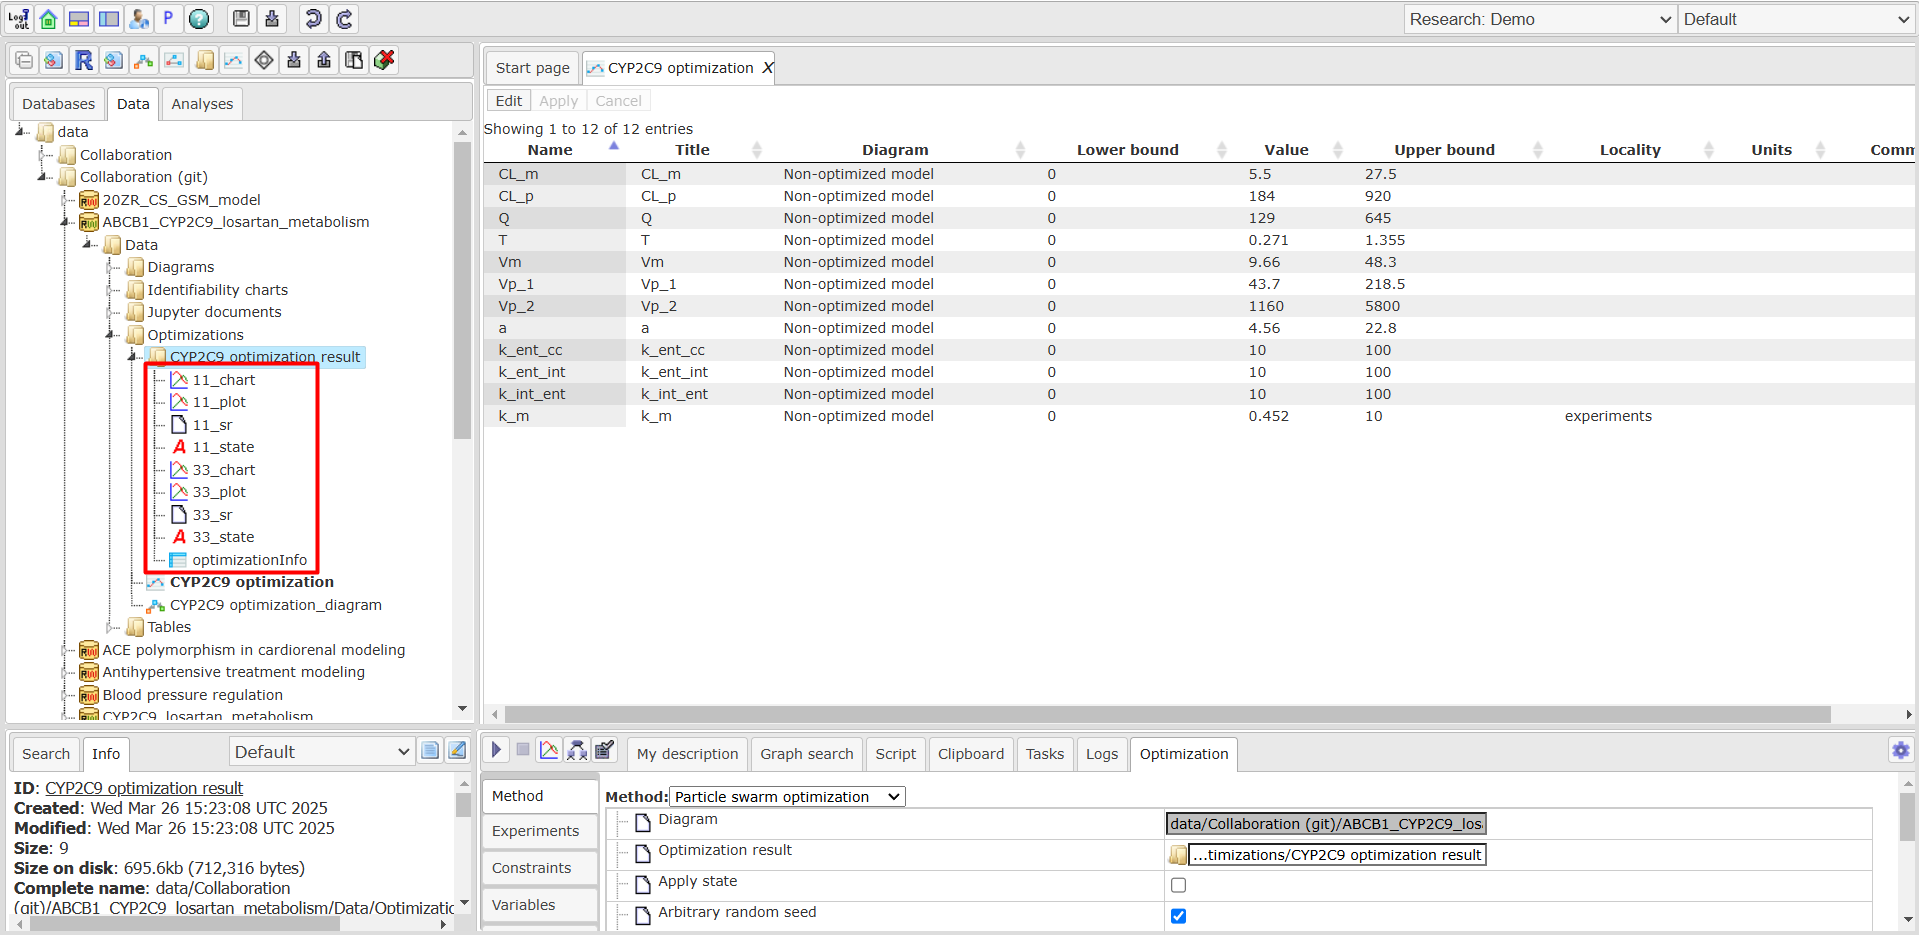 Log out
P
?
Research: Demo
Default
R
Databases
Data
Analyses
data
Collaboration
Collaboration (git)
20ZR_CS_GSM_model
ABCB1_CYP2C9_losartan_metabolism
Data
Diagrams
Identifiability charts
Jupyter documents
Optimizations
CYP2C9 optimization result
11_chart
11_plot
11_sr
11_state
33_chart
33_plot
33_sr
33_state
optimizationInfo
CYP2C9 optimization
CYP2C9 optimization_diagram
Tables
ACE polymorphism in cardiorenal modeling
Antihypertensive treatment modeling
Blood pressure regulation
CYP2C9_losartan_metabolism
Start page
CYP2C9 optimization X
Edit Apply Cancel
Showing 1 to 12 of 12 entries
Name Title Diagram Lower bound Value Upper bound Locality Units Comm
CL_m CL_m Non-optimized model 0 5.5 27.5
CL_p CL_p Non-optimized model 0 184 920
Q Q Non-optimized model 0 129 645
T T Non-optimized model 0 0.271 1.355
Vm Vm Non-optimized model 0 9.66 48.3
Vp_1 Vp_1 Non-optimized model 0 43.7 218.5
Vp_2 Vp_2 Non-optimized model 0 1160 5800
a a Non-optimized model 0 4.56 22.8
k_ent_cc k_ent_cc Non-optimized model 0 10 100
k_ent_int k_ent_int Non-optimized model 0 10 100
k_int_ent k_int_ent Non-optimized model 0 10 100
k_m k_m Non-optimized model 0 0.452 10 experiments
Search
Info
Default
ID: CYP2C9 optimization result
Created: Wed Mar 26 15:23:08 UTC 2025
Modified: Wed Mar 26 15:23:08 UTC 2025
Size: 9
Size on disk: 695.6kb (712,316 bytes)
Complete name: data/Collaboration
(git)/ABCB1_CYP2C9_losartan_metabolism/Data/Optimizatio
My description
Graph search
Script
Clipboard
Tasks
Logs
Optimization
Method
Experiments
Constraints
Variables
Method: Particle swarm optimization
Diagram data/Collaboration (git)/ABCB1_CYP2C9_los
Optimization result ...timizations/CYP2C9 optimization result
Apply state
Arbitrary random seed